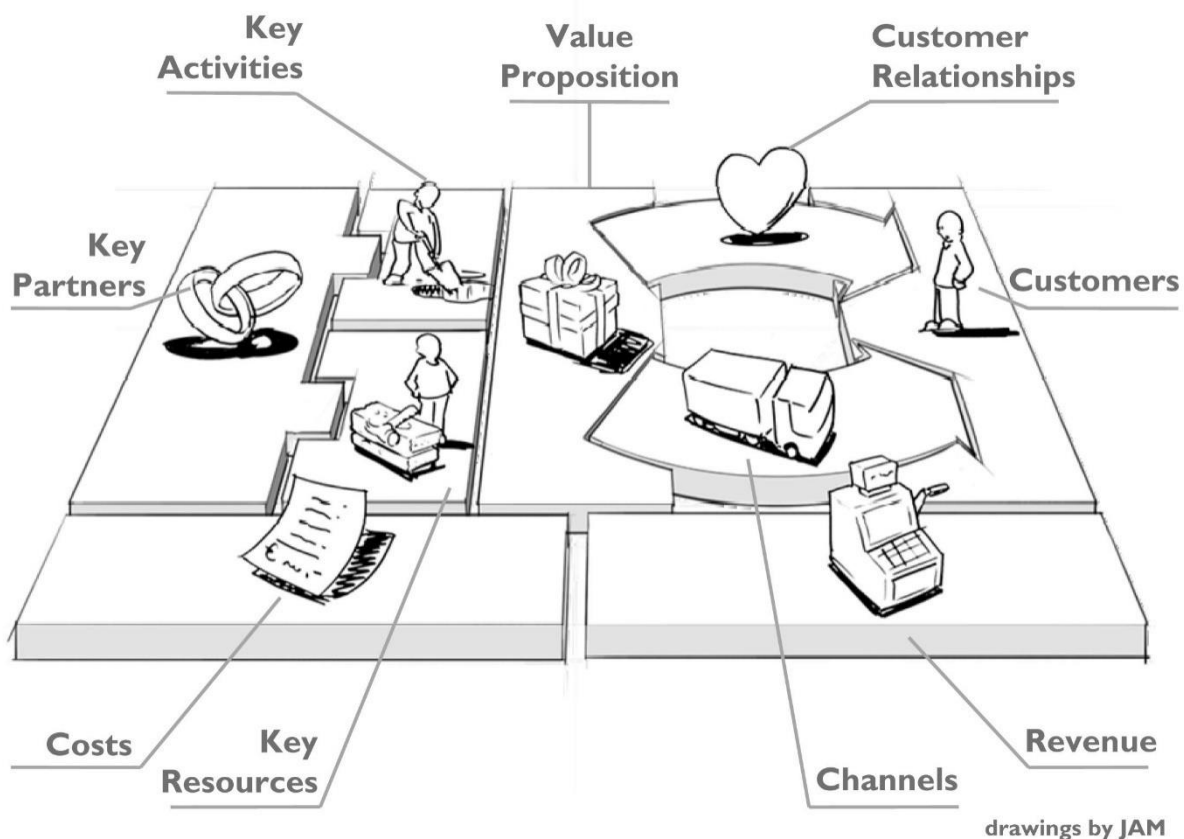 Key
Activities
Value
Proposition
Customer
Relationships
Key
Partners
Customers
€
Costs
Key
Resources
Channels
Revenue
drawings by JAM